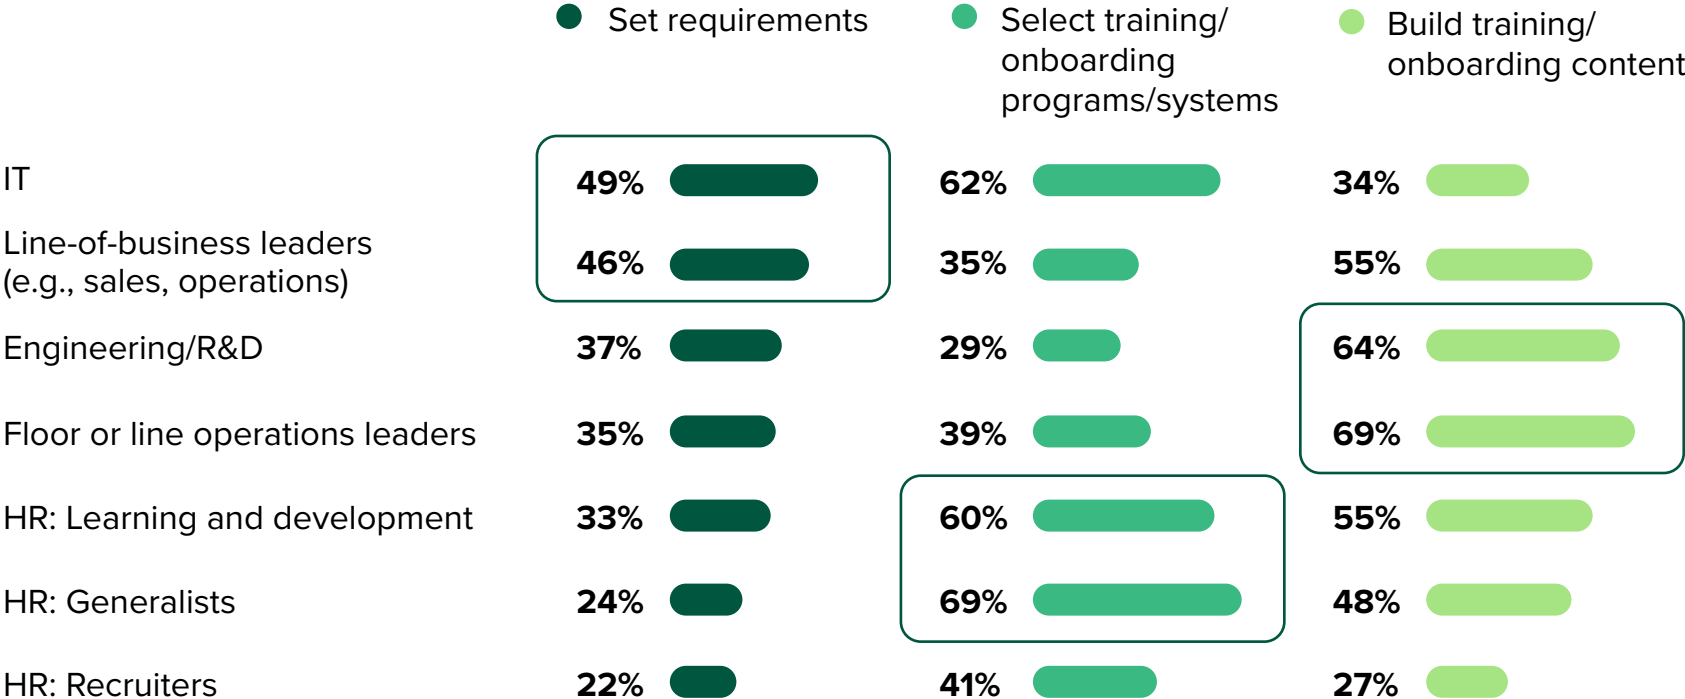 Set requirements
Select training/
onboarding
programs/systems
Build training/
onboarding content
IT 49% 62% 34%
Line-of-business leaders
(e.g., sales, operations) 46% 35% 55%
Engineering/R&D 37% 29% 64%
Floor or line operations leaders 35% 39% 69%
HR: Learning and development 33% 60% 55%
HR: Generalists 24% 69% 48%
HR: Recruiters 22% 41% 27%